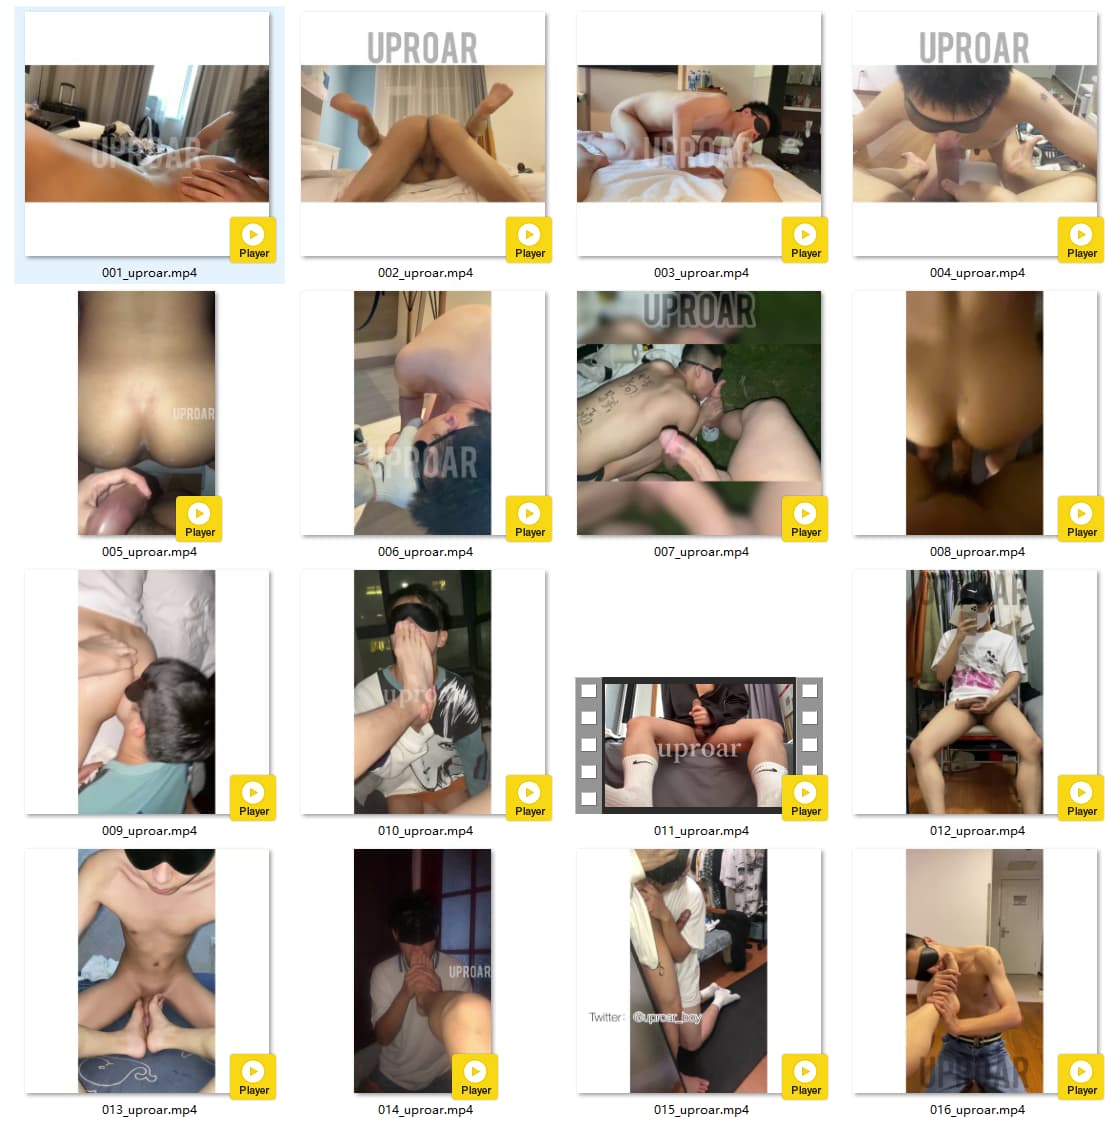 UPROAR
UPROAR
UPROAR
UPROAR
UPROAR
Player
Player
Player
Player
001_uproar.mp4
002_uproar.mp4
003_uproar.mp4
004_uproar.mp4
UPROAR
UPROAR
UPROAR
Player
Player
Player
Player
005_uproar.mp4
006_uproar.mp4
007_uproar.mp4
008_uproar.mp4
uproar
Player
Player
Player
Player
009_uproar.mp4
010_uproar.mp4
011_uproar.mp4
012_uproar.mp4
UPROAR
Twitter: @uproar_boy
UPROAR
Player
Player
Player
Player
013_uproar.mp4
014_uproar.mp4
015_uproar.mp4
016_uproar.mp4